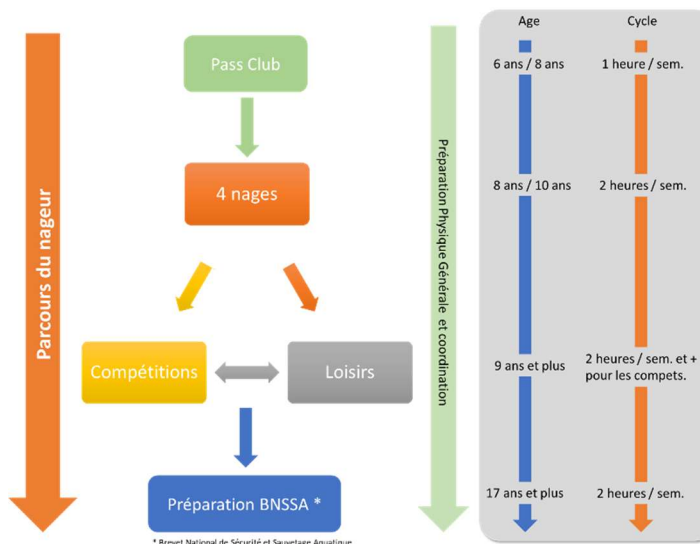 Parcours du nageur
Pass Club
4 nages
Compétitions
Loisirs
Préparation BNSSA *
* Brevet National de Sécurité et Sauvetage Aquatique
Préparation Physique Générale et coordination
Age
Cycle
6 ans / 8 ans
1 heure / sem.
8 ans / 10 ans
2 heures / sem.
9 ans et plus
2 heures / sem. et +
pour les compets.
17 ans et plus
2 heures / sem.